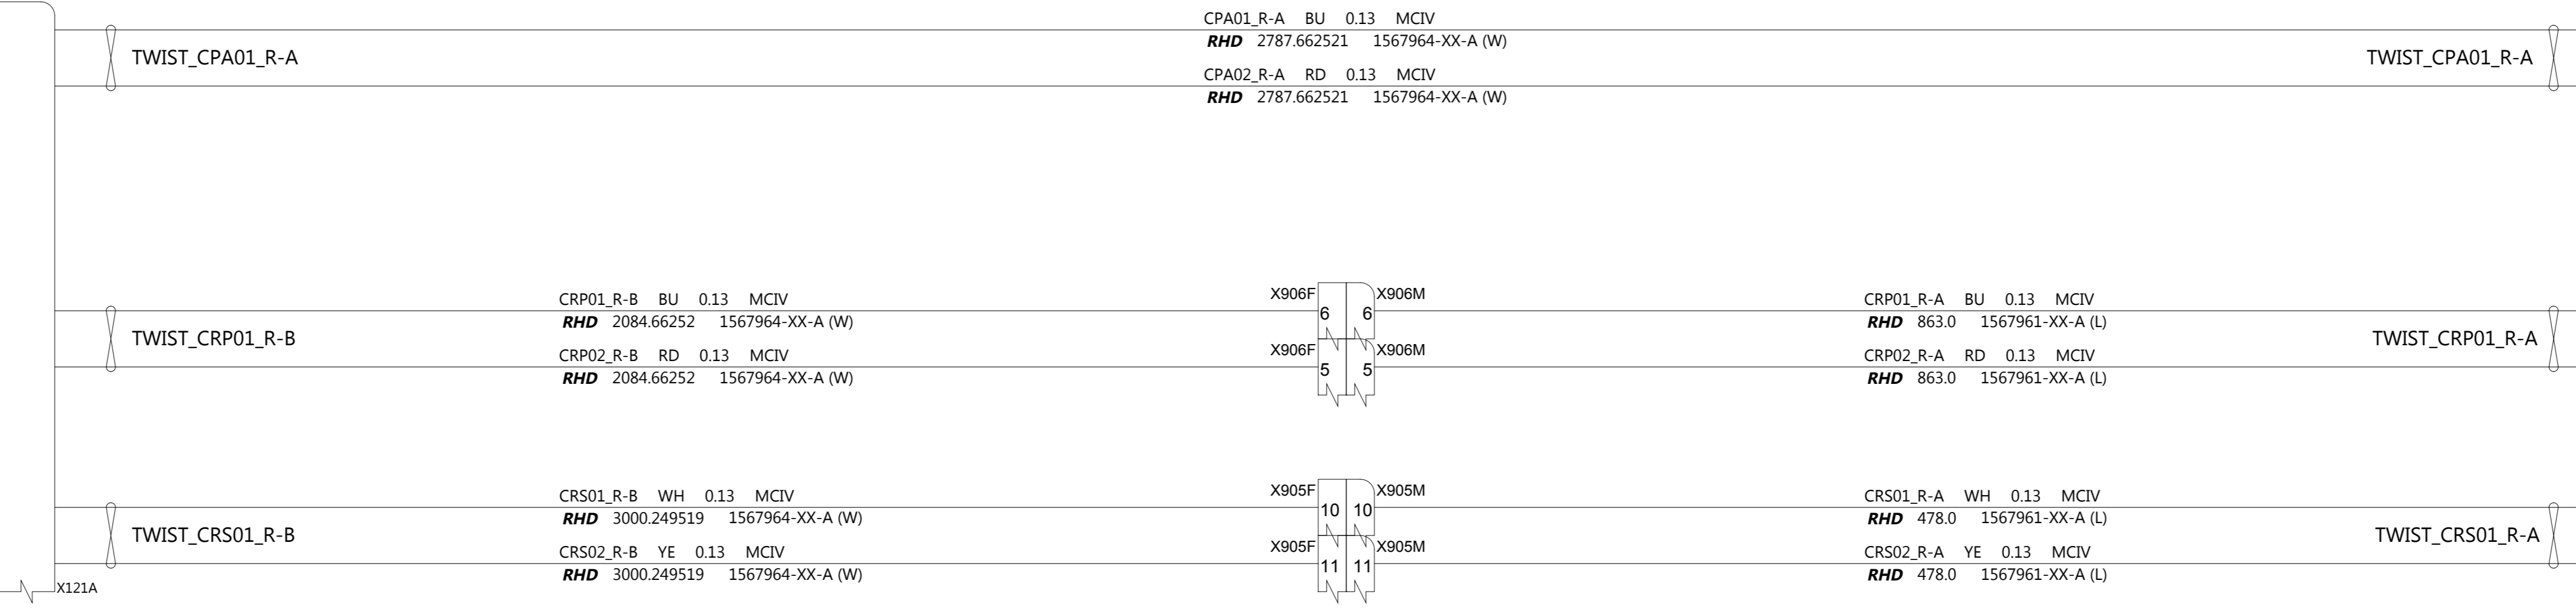 CPA01_R-A BU 0.13 MCIV
RHD 2787.662521 1567964-XX-A (W)
TWIST_CPA01_R-A TWIST_CPA01_R-A
CPA02_R-A RD 0.13 MCIV
RHD 2787.662521 1567964-XX-A (W)
CRP01_R-B BU 0.13 MCIV X906F X906M CRP01_R-A BU 0.13 MCIV
RHD 2084.66252 1567964-XX-A (W) 6 6 RHD 863.0 1567961-XX-A (L)
TWIST_CRP01_R-B TWIST_CRP01_R-A
CRP02_R-B RD 0.13 MCIV X906F X906M CRP02_R-A RD 0.13 MCIV
RHD 2084.66252 1567964-XX-A (W) 5 5 RHD 863.0 1567961-XX-A (L)
CRS01_R-B WH 0.13 MCIV X905F X905M CRS01_R-A WH 0.13 MCIV
RHD 3000.249519 1567964-XX-A (W) 10 10 RHD 478.0 1567961-XX-A (L)
TWIST_CRS01_R-B TWIST_CRS01_R-A
CRS02_R-B YE 0.13 MCIV X905F X905M CRS02_R-A YE 0.13 MCIV
RHD 3000.249519 1567964-XX-A (W) 11 11 RHD 478.0 1567961-XX-A (L)
X121A